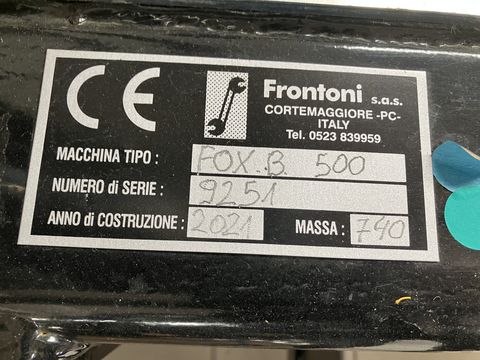 CE
Frontoni s.a.s.
CORTEMAGGIORE -PC-
ITALY
Tel. 0523 839959
MACCHINA TIPO : FOX.B. 500
NUMERO di SERIE : 9251
ANNO di COSTRUZIONE : 2021 MASSA : 740